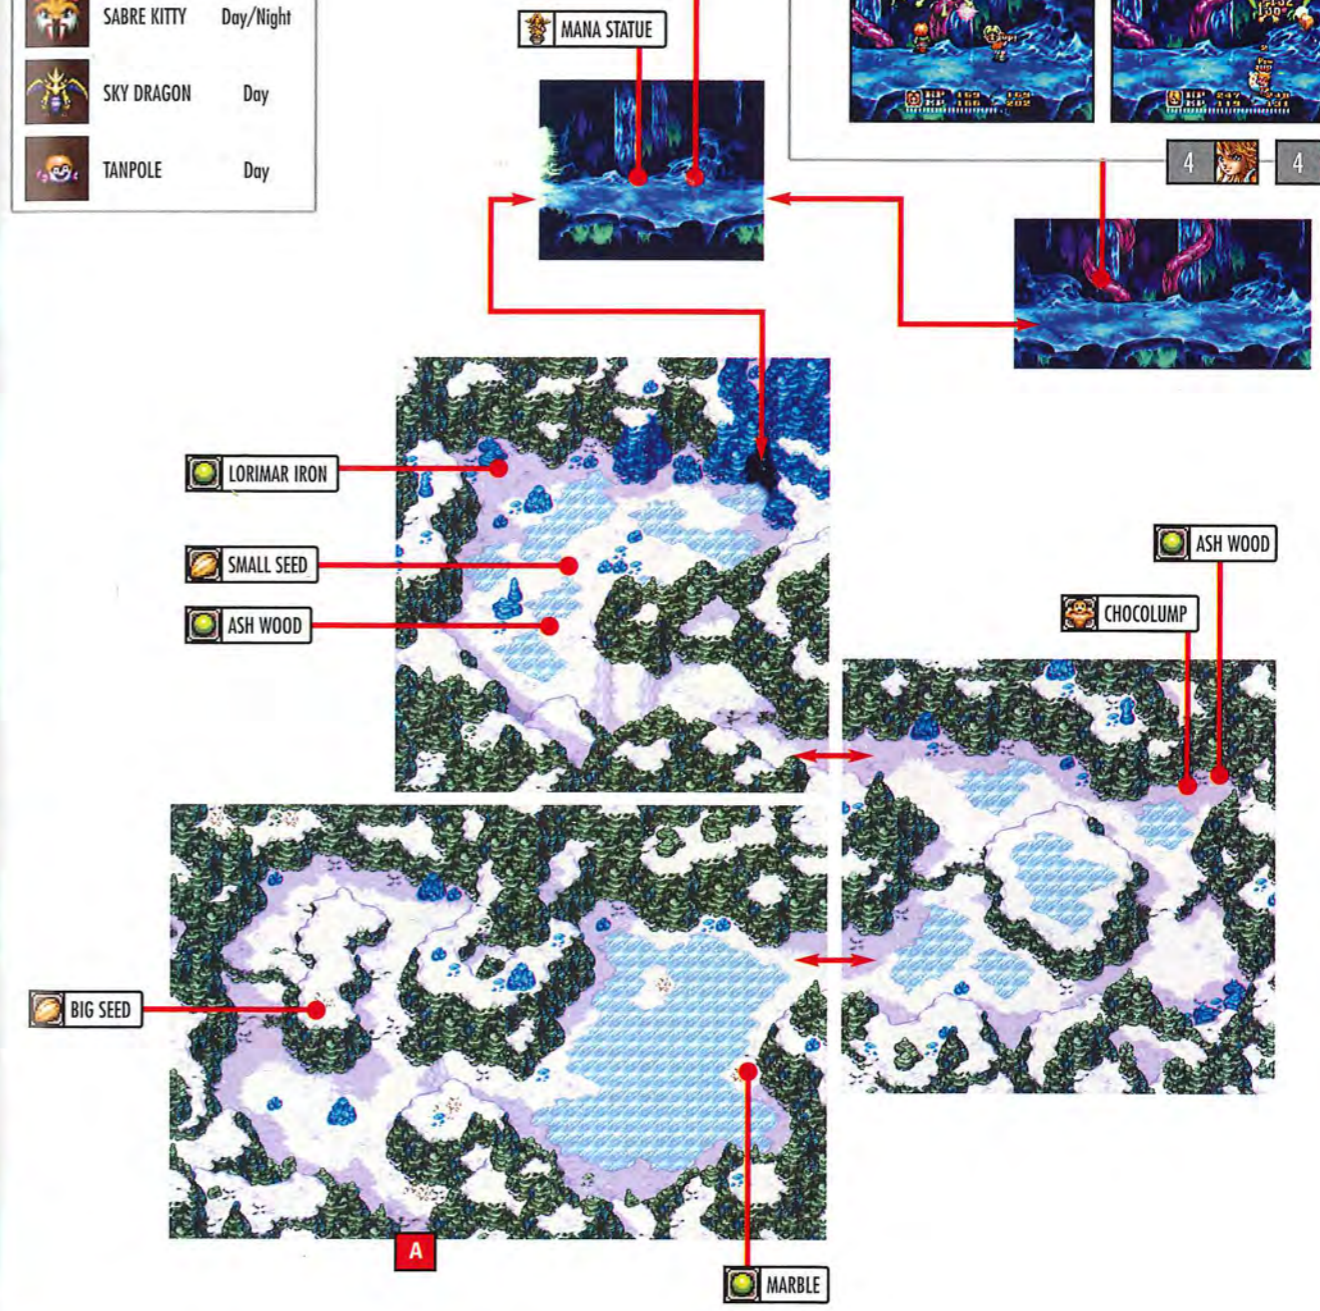 SABRE KITTY Day/Night
SKY DRAGON Day
TANPOLE Day
MANA STATUE
4
4
LORIMAR IRON
SMALL SEED
ASH WOOD
ASH WOOD
CHOCOLUMP
BIG SEED
A
MARBLE